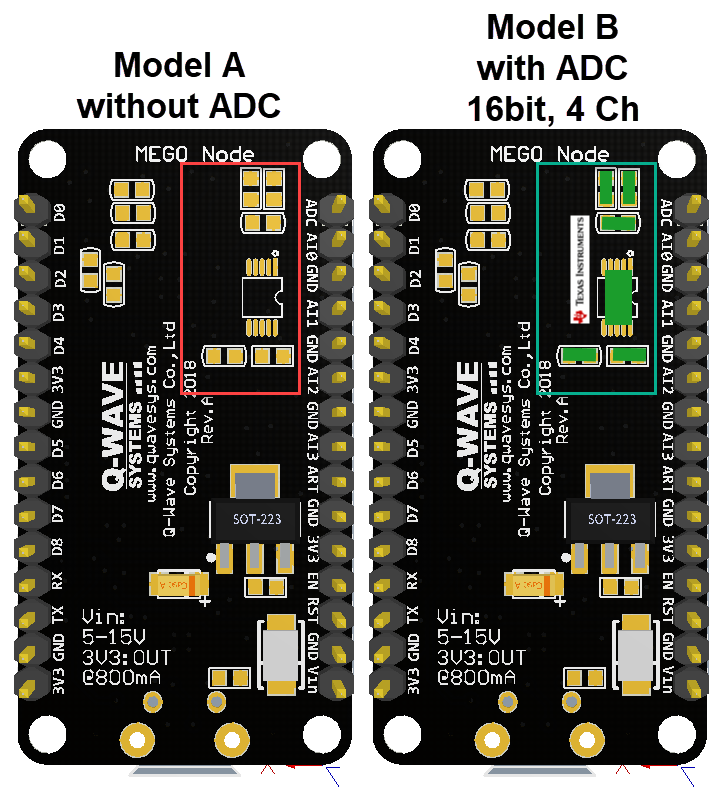 Model A
without ADC
Model B
with ADC
16bit, 4 Ch
MEGO Node
D0
D1
D2
D3
D4
3V3
GND
D5
D6
D7
D8
RX
TX
GND
3V3
ADC
AI0
GND
AI1
GND
AI2
GND
AI3
ART
GND
3V3
EN
RST
GND
Vin
Q-WAVE
SYSTEMS
www.qwavesys.com
Q-Wave Systems Co.,Ltd
Copyright 2018
Rev.A
SOT-223
+
Vin:
5-15V
3V3:OUT
@800mA
MEGO Node
D0
D1
D2
D3
D4
3V3
GND
D5
D6
D7
D8
RX
TX
GND
3V3
ADC
AI0
GND
AI1
GND
AI2
GND
AI3
ART
GND
3V3
EN
RST
GND
Vin
TEXAS INSTRUMENTS
Q-WAVE
SYSTEMS
www.qwavesys.com
Q-Wave Systems Co.,Ltd
Copyright 2018
Rev.A
SOT-223
+
Vin:
5-15V
3V3:OUT
@800mA